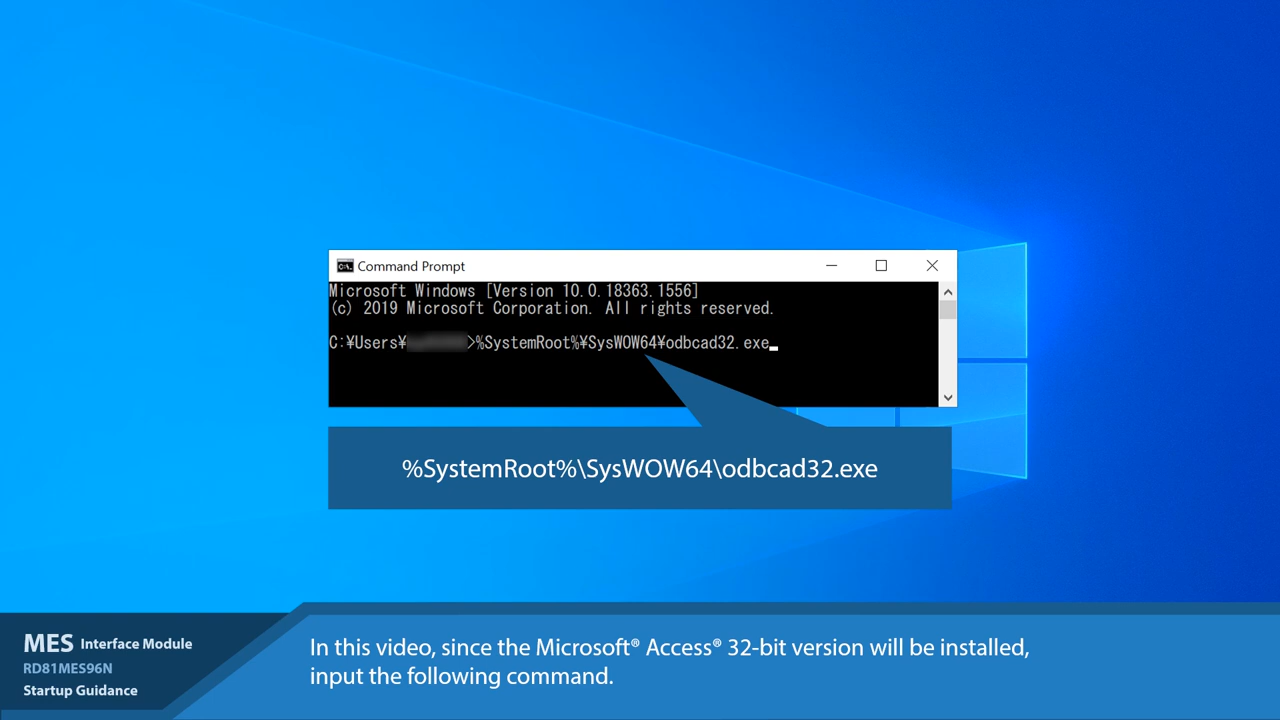 Command Prompt
Microsoft Windows [Version 10.0.18363.1556]
(c) 2019 Microsoft Corporation. All rights reserved.
C:¥Users¥>%SystemRoot%¥SysWOW64¥odbcad32.exe
%SystemRoot%\SysWOW64\odbcad32.exe
MES Interface Module
RD81MES96N
Startup Guidance
In this video, since the Microsoft® Access® 32-bit version will be installed,
input the following command.